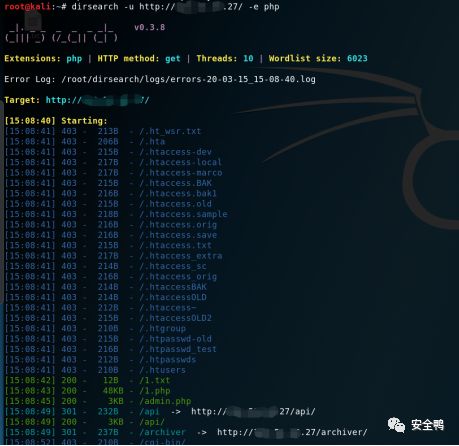 root@kali:~# dirsearch -u http://          .27/ -e php
v0.3.8
Extensions: php | HTTP method: get | Threads: 10 | Wordlist size: 6023
Error Log: /root/dirsearch/logs/errors-20-03-15_15-08-40.log
Target: http://          /
[15:08:40] Starting:
[15:08:41] 403 -  213B  - /.ht_wsr.txt
[15:08:41] 403 -  206B  - /.hta
[15:08:41] 403 -  215B  - /.htaccess-dev
[15:08:41] 403 -  217B  - /.htaccess-local
[15:08:41] 403 -  217B  - /.htaccess-marco
[15:08:41] 403 -  215B  - /.htaccess.BAK
[15:08:41] 403 -  216B  - /.htaccess.bak1
[15:08:41] 403 -  215B  - /.htaccess.old
[15:08:41] 403 -  218B  - /.htaccess.sample
[15:08:41] 403 -  216B  - /.htaccess.orig
[15:08:41] 403 -  216B  - /.htaccess.save
[15:08:41] 403 -  215B  - /.htaccess.txt
[15:08:41] 403 -  217B  - /.htaccess_extra
[15:08:41] 403 -  214B  - /.htaccess_sc
[15:08:41] 403 -  216B  - /.htaccess_orig
[15:08:41] 403 -  214B  - /.htaccessBAK
[15:08:41] 403 -  214B  - /.htaccessOLD
[15:08:41] 403 -  212B  - /.htaccess~
[15:08:41] 403 -  215B  - /.htaccessOLD2
[15:08:41] 403 -  210B  - /.htgroup
[15:08:41] 403 -  215B  - /.htpasswd-old
[15:08:41] 403 -  216B  - /.htpasswd_test
[15:08:41] 403 -  212B  - /.htpasswds
[15:08:41] 403 -  210B  - /.htusers
[15:08:42] 200 -   12B  - /1.txt
[15:08:43] 200 -   48KB - /1.php
[15:08:45] 200 -    3KB - /admin.php
[15:08:49] 301 -  232B  - /api  ->  http://          27/api/
[15:08:49] 200 -    3KB - /api/
[15:08:49] 301 -  237B  - /archiver  ->  http://          .27/archiver/
[15:08:52] 403 -  210B  - /cgi-bin/
安全鸭